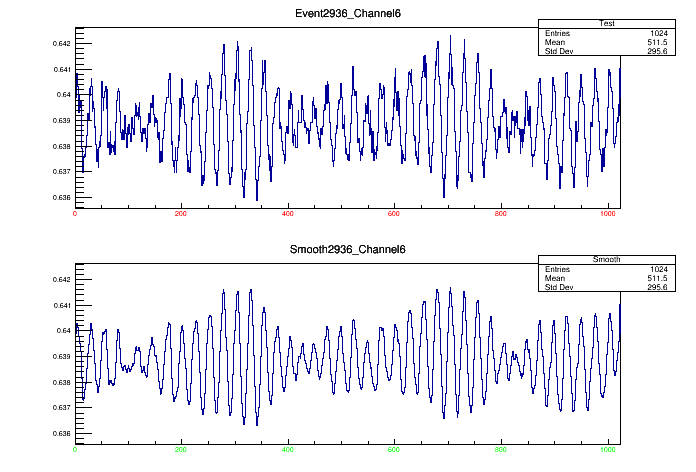 Event2936_Channel6
Test
Entries 1024
Mean 511.5
Std Dev 295.6
0.642
0.641
0.64
0.639
0.638
0.637
0.636
0 200 400 600 800 1000
Smooth2936_Channel6
Smooth
Entries 1024
Mean 511.5
Std Dev 295.6
0.642
0.641
0.64
0.639
0.638
0.637
0.636
0 200 400 600 800 1000